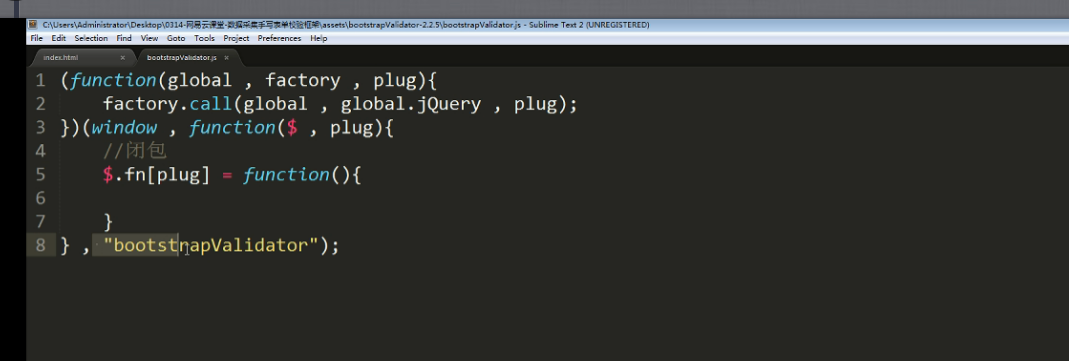 C:\Users\Administrator\Desktop\0314-网易云课堂-数据采集手写表单校验框架\assets\bootstrapValidator-2.2.5\bootstrapValidator.js - Sublime Text 2 (UNREGISTERED)
File Edit Selection Find View Goto Tools Project Preferences Help
index.html × bootstrapValidator.js ×
1 (function(global , factory , plug){
2 factory.call(global , global.jQuery , plug);
3 })(window , function($ , plug){
4 //闭包
5 $.fn[plug] = function(){
6
7 }
8 } , "bootstrapValidator");